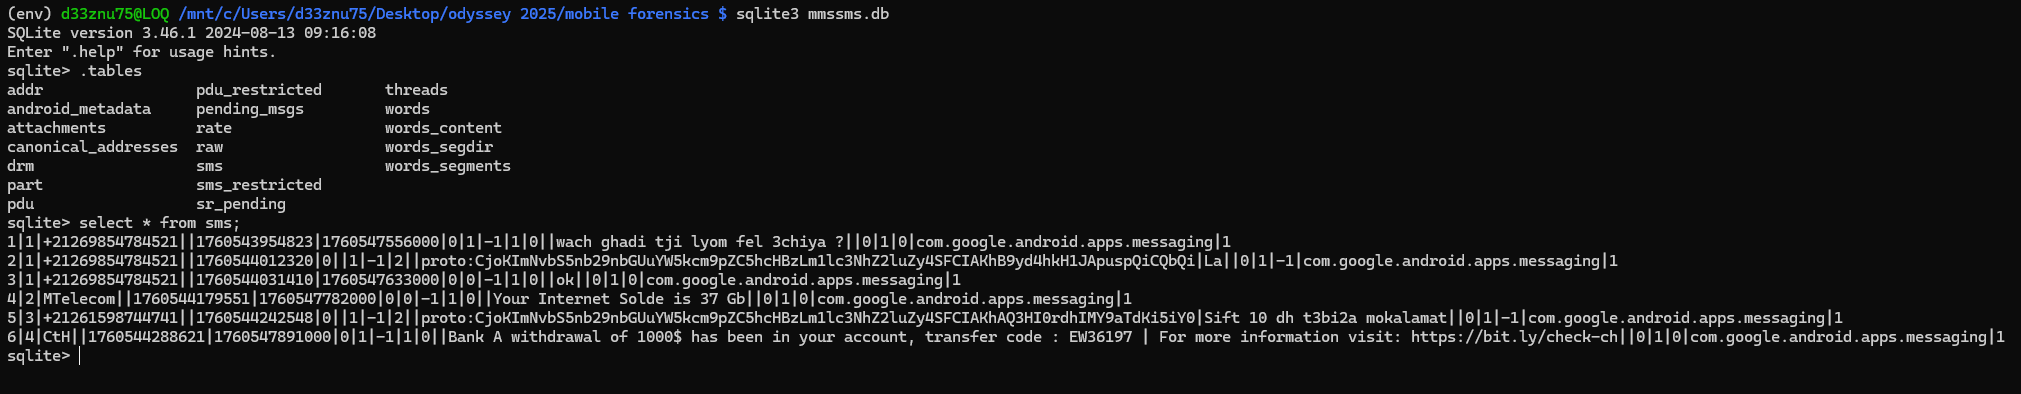 (env) d33znu75@LOQ /mnt/c/Users/d33znu75/Desktop/odyssey 2025/mobile forensics $ sqlite3 mmssms.db
SQLite version 3.46.1 2024-08-13 09:16:08
Enter ".help" for usage hints.
sqlite> .tables
addr                 pdu_restricted       threads
android_metadata     pending_msgs         words
attachments          rate                 words_content
canonical_addresses  raw                  words_segdir
drm                  sms                  words_segments
part                 sms_restricted
pdu                  sr_pending
sqlite> select * from sms;
1|1|+21269854784521||1760543954823|1760547556000|0|1|-1|1|0||wach ghadi tji lyom fel 3chiya ?||0|1|0|com.google.android.apps.messaging|1
2|1|+21269854784521||1760544012320|0||1|-1|2||proto:CjoKImNvbS5nb29nbGUuYW5kcm9pZC5hcHBzLm1lc3NhZ2luZy4SFCIAKhB9yd4hkH1JApuspQiCQbQi|La||0|1|-1|com.google.android.apps.messaging|1
3|1|+21269854784521||1760544031410|1760547633000|0|0|-1|1|0||ok||0|1|0|com.google.android.apps.messaging|1
4|2|MTelecom||1760544179551|1760547782000|0|0|-1|1|0||Your Internet Solde is 37 Gb||0|1|0|com.google.android.apps.messaging|1
5|3|+21261598744741||1760544242548|0||1|-1|2||proto:CjoKImNvbS5nb29nbGUuYW5kcm9pZC5hcHBzLm1lc3NhZ2luZy4SFCIAKhAQ3HI0rdhIMY9aTdKi5iY0|Sift 10 dh t3bi2a mokalamat||0|1|-1|com.google.android.apps.messaging|1
6|4|CtH||1760544288621|1760547891000|0|1|-1|1|0||Bank A withdrawal of 1000$ has been in your account, transfer code : EW36197 | For more information visit: https://bit.ly/check-ch||0|1|0|com.google.android.apps.messaging|1
sqlite>